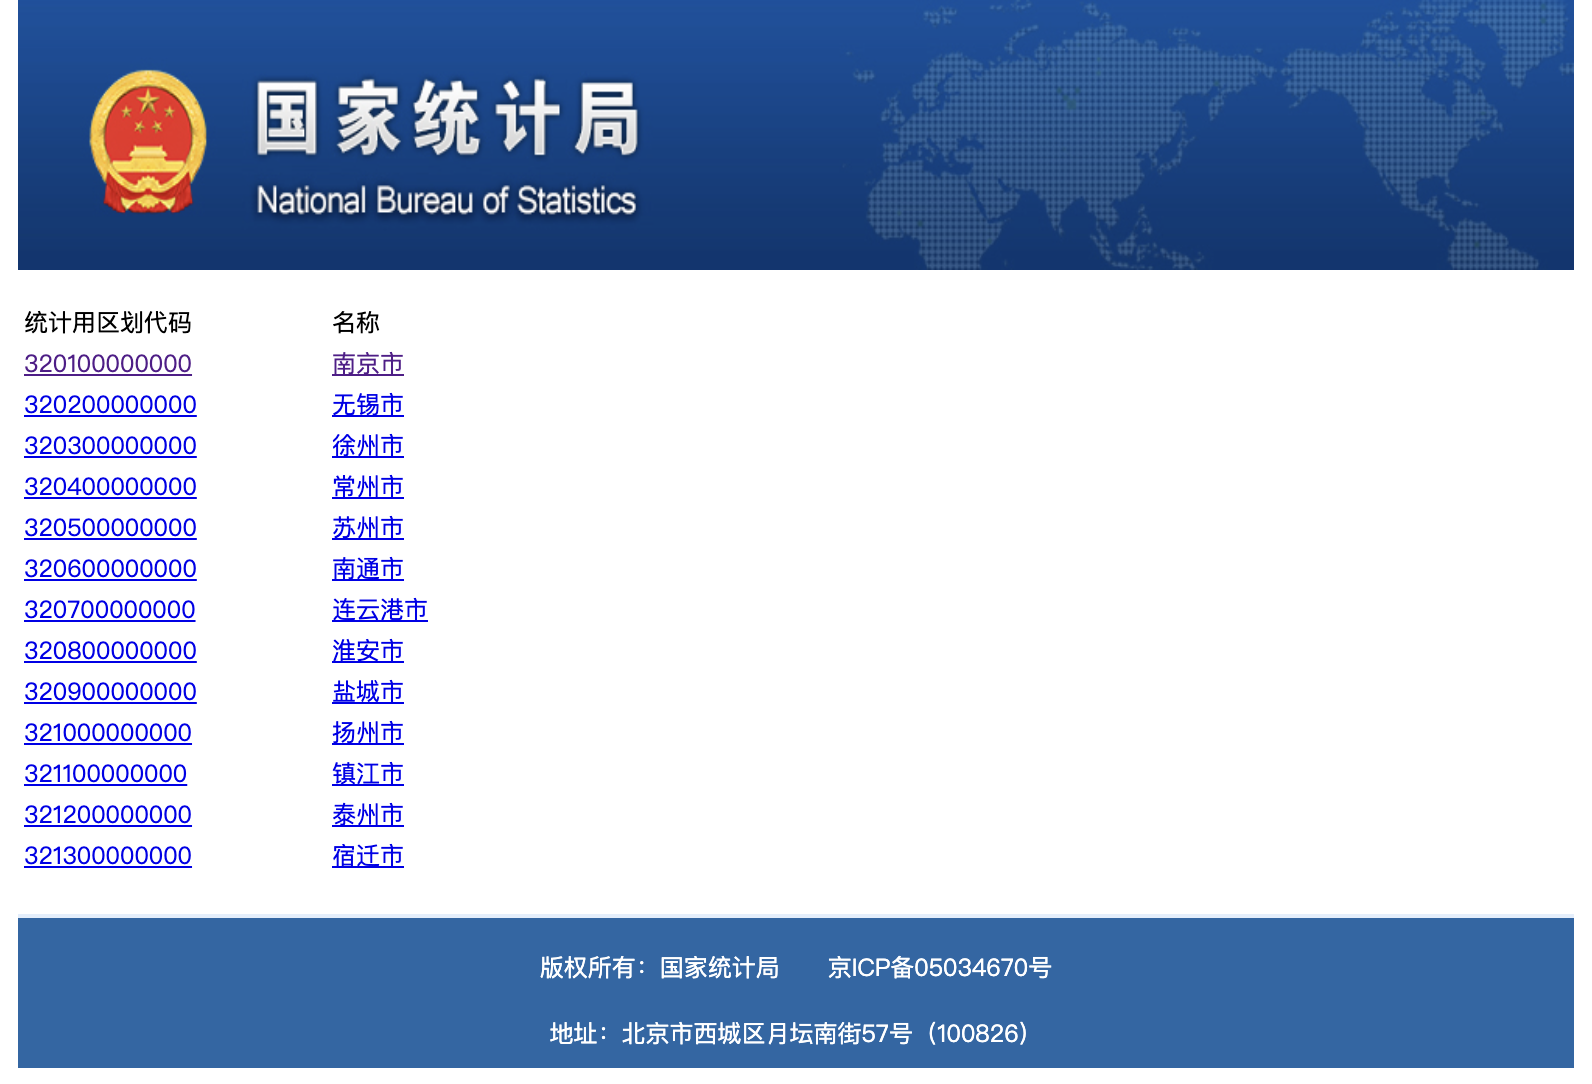 国家统计局
National Bureau of Statistics
统计用区划代码 名称
320100000000 南京市
320200000000 无锡市
320300000000 徐州市
320400000000 常州市
320500000000 苏州市
320600000000 南通市
320700000000 连云港市
320800000000 淮安市
320900000000 盐城市
321000000000 扬州市
321100000000 镇江市
321200000000 泰州市
321300000000 宿迁市
版权所有：国家统计局 京ICP备05034670号
地址：北京市西城区月坛南街57号（100826）